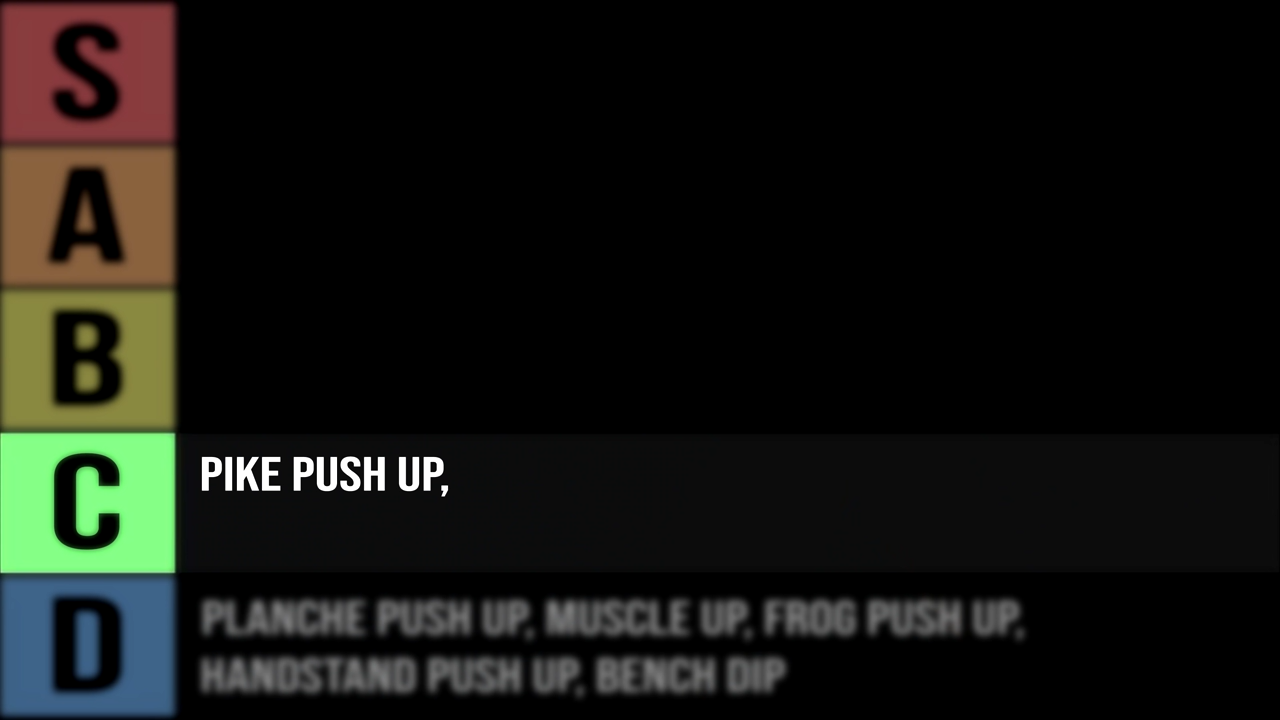 S
A
B
C
PIKE PUSH UP,
D
PLANCHE PUSH UP, MUSCLE UP, FROG PUSH UP,
HANDSTAND PUSH UP, BENCH DIP